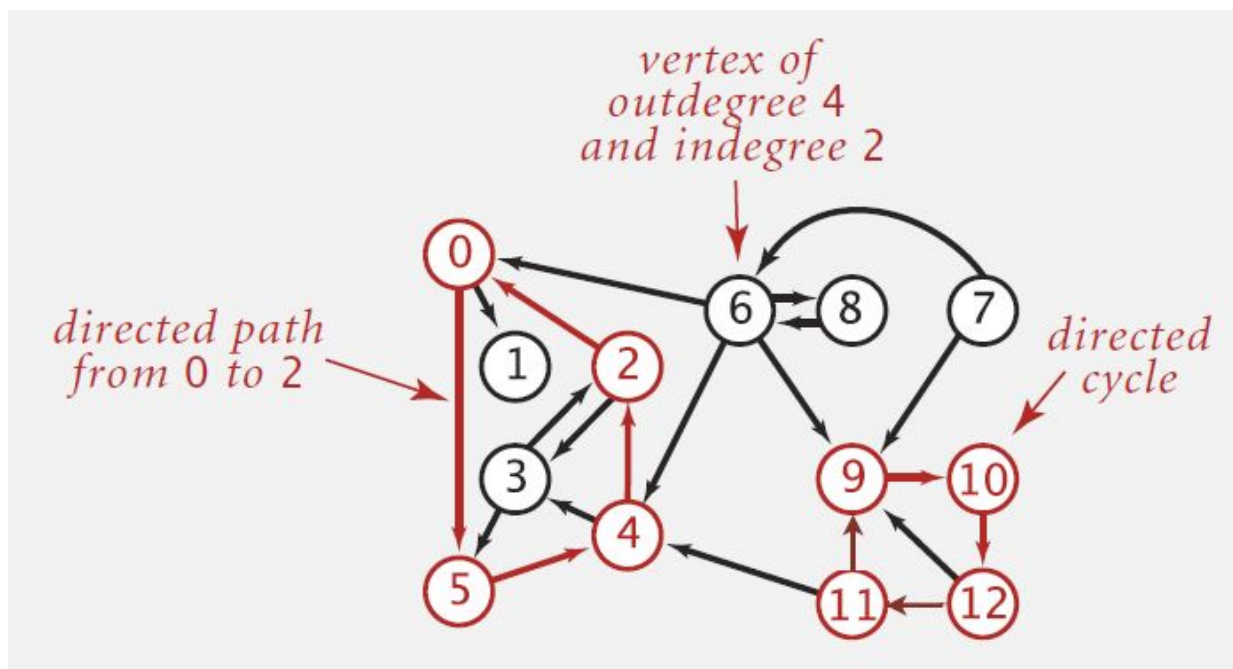 vertex of
outdegree 4
and indegree 2
0
6
8
7
directed path
from 0 to 2
1
2
directed
cycle
3
9
10
4
5
11
12